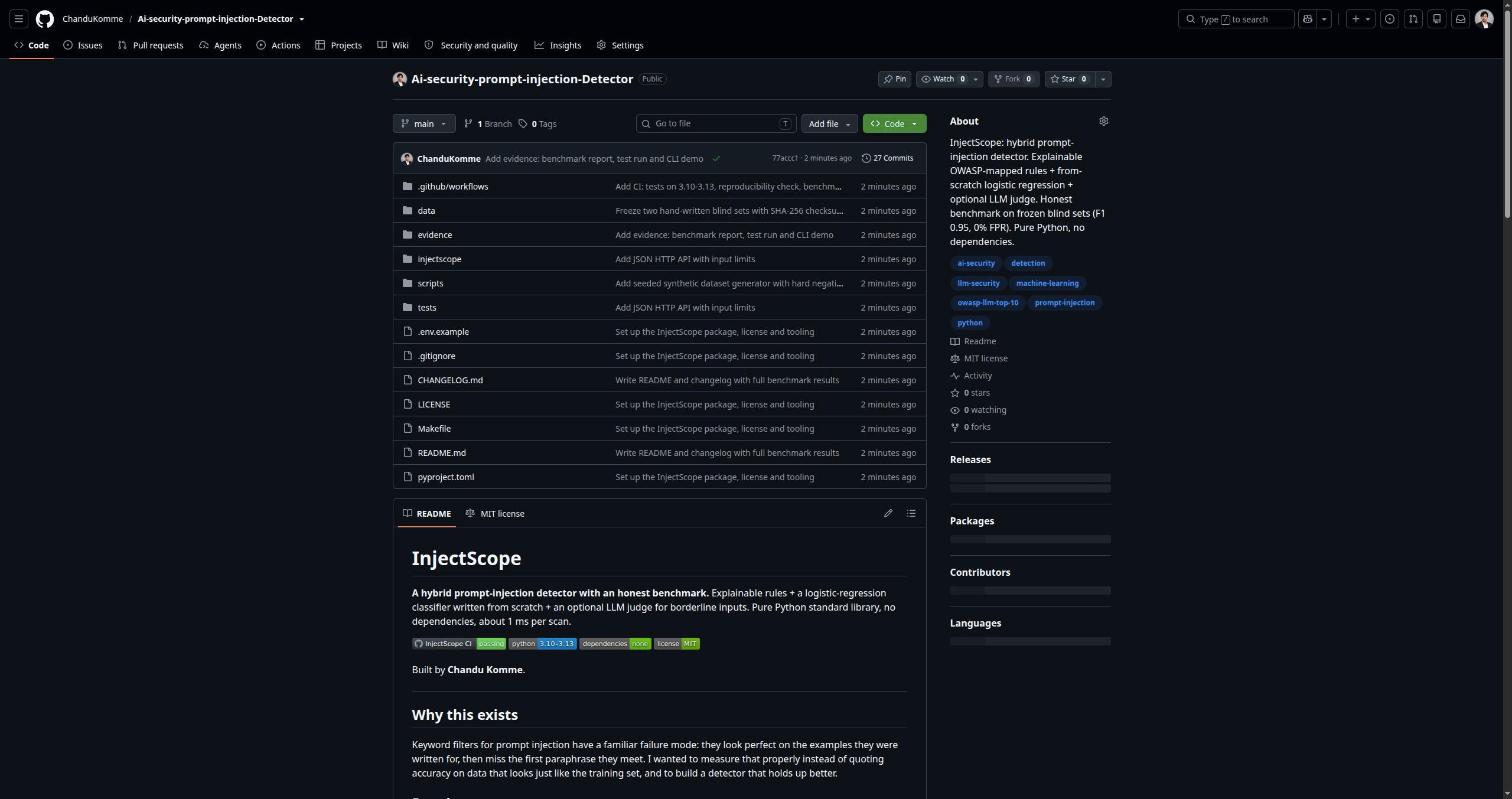 ChanduKomme / Ai-security-prompt-injection-Detector
Type / to search
Code Issues Pull requests Agents Actions Projects Wiki Security and quality Insights Settings
Ai-security-prompt-injection-Detector Public
Pin Watch 0 Fork 0 Star 0
main 1 Branch 0 Tags Go to file T Add file Code
ChanduKomme Add evidence: benchmark report, test run and CLI demo 77accc1 · 2 minutes ago 27 Commits
.github/workflows Add CI: tests on 3.10-3.13, reproducibility check, benchm... 2 minutes ago
data Freeze two hand-written blind sets with SHA-256 checksu... 2 minutes ago
evidence Add evidence: benchmark report, test run and CLI demo 2 minutes ago
injectscope Add JSON HTTP API with input limits 2 minutes ago
scripts Add seeded synthetic dataset generator with hard negati... 2 minutes ago
tests Add JSON HTTP API with input limits 2 minutes ago
.env.example Set up the InjectScope package, license and tooling 2 minutes ago
.gitignore Set up the InjectScope package, license and tooling 2 minutes ago
CHANGELOG.md Write README and changelog with full benchmark results 2 minutes ago
LICENSE Set up the InjectScope package, license and tooling 2 minutes ago
Makefile Set up the InjectScope package, license and tooling 2 minutes ago
README.md Write README and changelog with full benchmark results 2 minutes ago
pyproject.toml Set up the InjectScope package, license and tooling 2 minutes ago
README MIT license
InjectScope
A hybrid prompt-injection detector with an honest benchmark. Explainable rules + a logistic-regression
classifier written from scratch + an optional LLM judge for borderline inputs. Pure Python standard library, no
dependencies, about 1 ms per scan.
InjectScope CI passing python 3.10–3.13 dependencies none license MIT
Built by Chandu Komme.
Why this exists
Keyword filters for prompt injection have a familiar failure mode: they look perfect on the examples they were
written for, then miss the first paraphrase they meet. I wanted to measure that properly instead of quoting
accuracy on data that looks just like the training set, and to build a detector that holds up better.
About
InjectScope: hybrid prompt-
injection detector. Explainable
OWASP-mapped rules + from-
scratch logistic regression +
optional LLM judge. Honest
benchmark on frozen blind sets (F1
0.95, 0% FPR). Pure Python, no
dependencies.
ai-security detection
llm-security machine-learning
owasp-llm-top-10 prompt-injection
python
Readme
MIT license
Activity
0 stars
0 watching
0 forks
Releases
Packages
Contributors
Languages